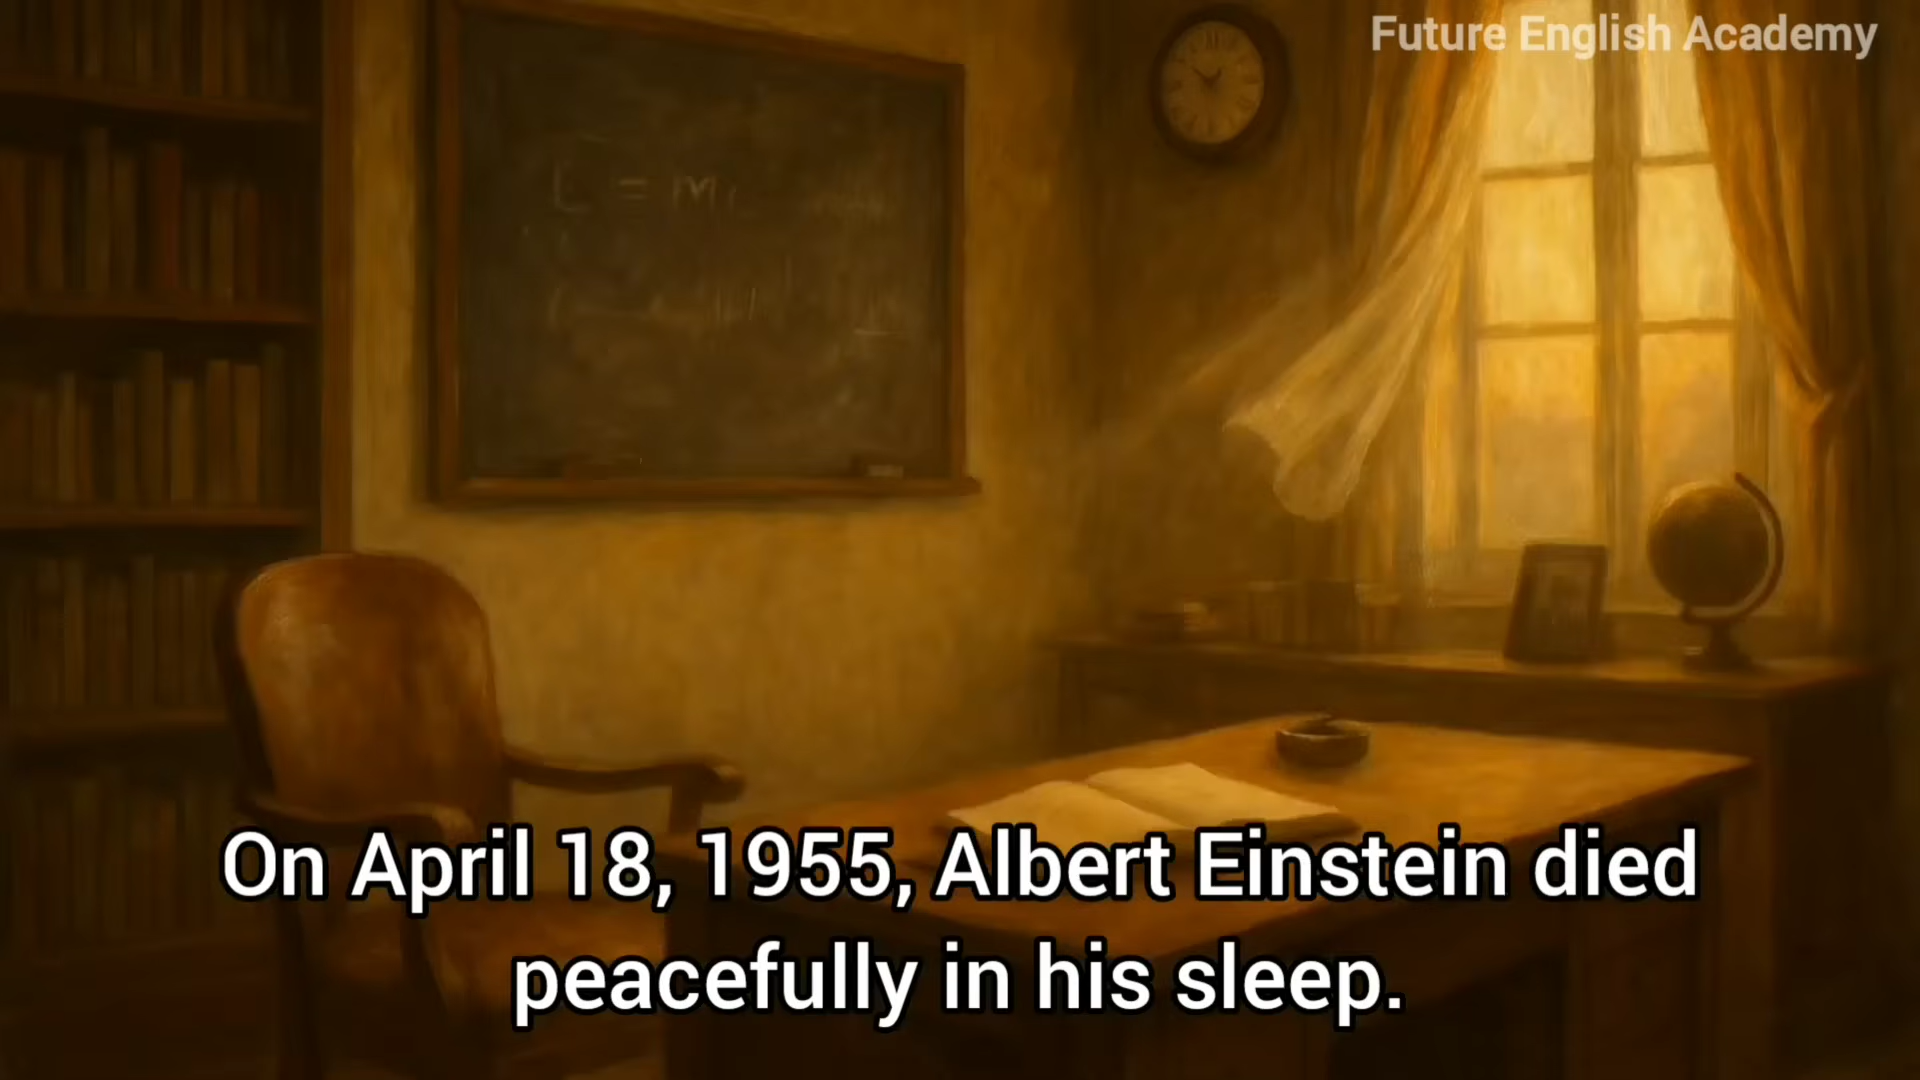 Future English Academy
On April 18, 1955, Albert Einstein died
peacefully in his sleep.